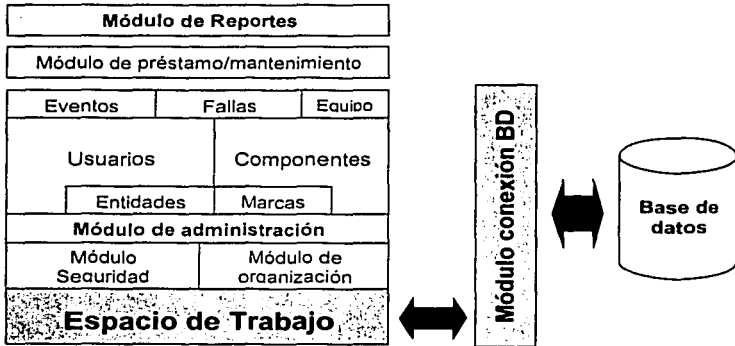 Módulo de Reportes
Módulo de préstamo/mantenimiento
Eventos Fallas Equipo
Usuarios Componentes
Entidades Marcas
Módulo de administración
Módulo Módulo de
Seguridad organización
Espacio de Trabajo
Módulo conexión BD
Base de
datos